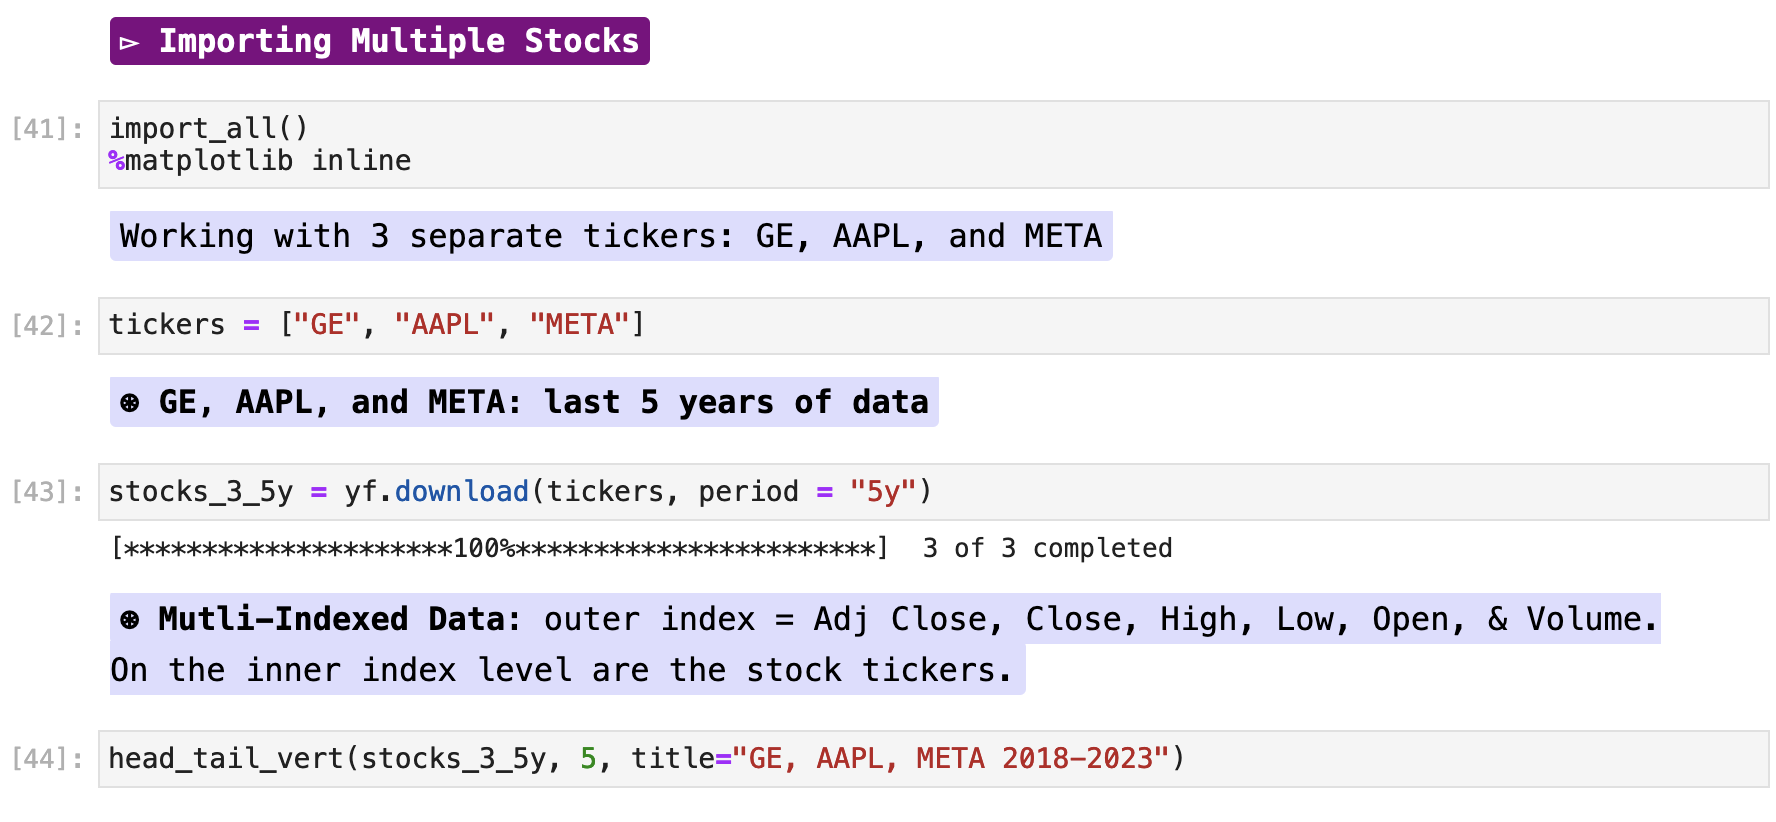 ▻ Importing Multiple Stocks
[41]: import_all()
%matplotlib inline
Working with 3 separate tickers: GE, AAPL, and META
[42]: tickers = ["GE", "AAPL", "META"]
⊛ GE, AAPL, and META: last 5 years of data
[43]: stocks_3_5y = yf.download(tickers, period = "5y")
[*********************100%***********************]  3 of 3 completed
⊛ Mutli-Indexed Data: outer index = Adj Close, Close, High, Low, Open, & Volume.
On the inner index level are the stock tickers.
[44]: head_tail_vert(stocks_3_5y, 5, title="GE, AAPL, META 2018-2023")